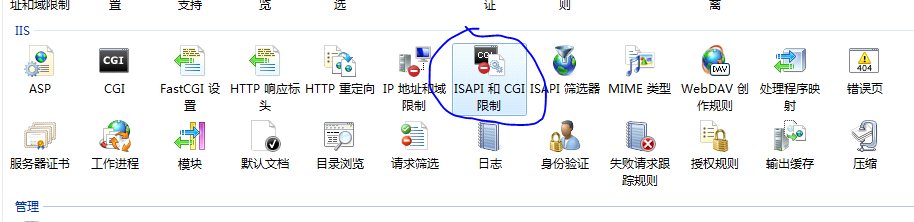 址和域限制 置 支持 览 选 证 则 离
IIS
ASP CGI FastCGI 设置 HTTP 响应标头 HTTP 重定向 IP 地址和域限制 ISAPI 和 CGI 限制 ISAPI 筛选器 MIME 类型 WebDAV 创作规则 处理程序映射 错误页
服务器证书 工作进程 模块 默认文档 目录浏览 请求筛选 日志 身份验证 失败请求跟踪规则 授权规则 输出缓存 压缩
管理